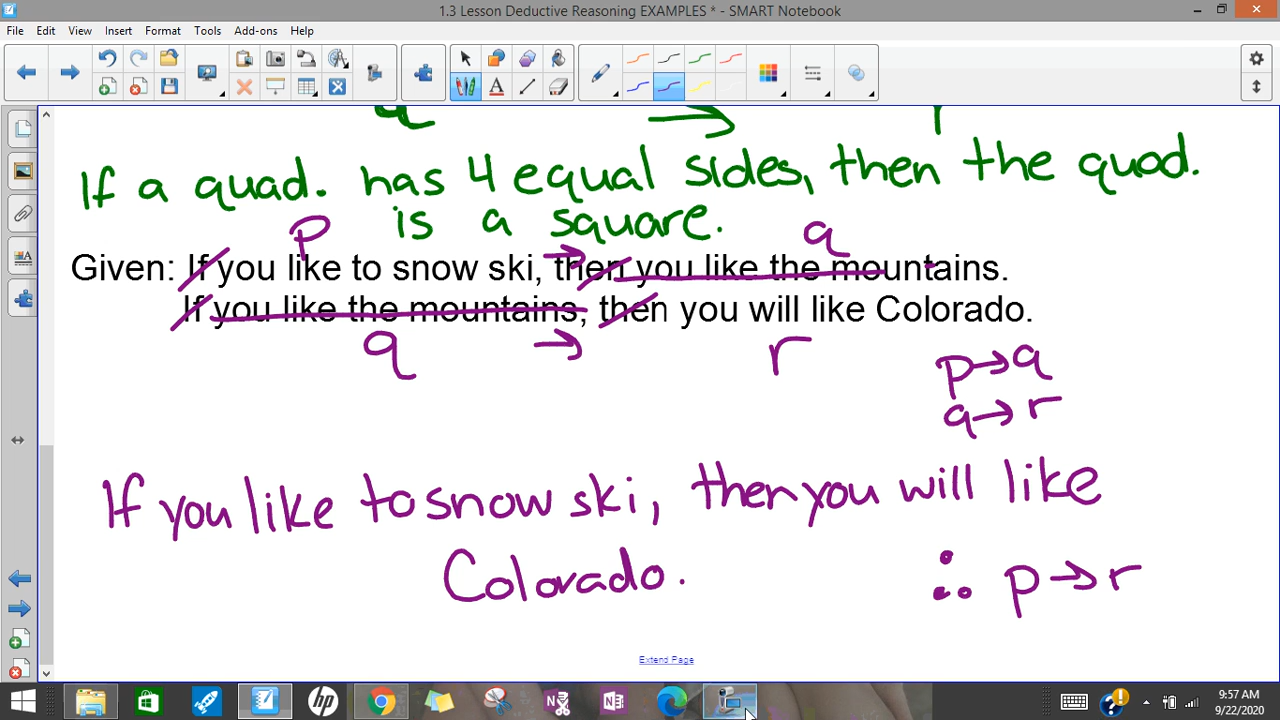 1.3 Lesson Deductive Reasoning EXAMPLES * - SMART Notebook
File Edit View Insert Format Tools Add-ons Help
q → r
If a quad. has 4 equal sides, then the quad.
is a square.
p → q
Given: If you like to snow ski, then you like the mountains.
If you like the mountains, then you will like Colorado.
q → r
p → q
q → r
If you like to snow ski, then you will like
Colorado.
∴ p → r
Extend Page
9:57 AM
9/22/2020